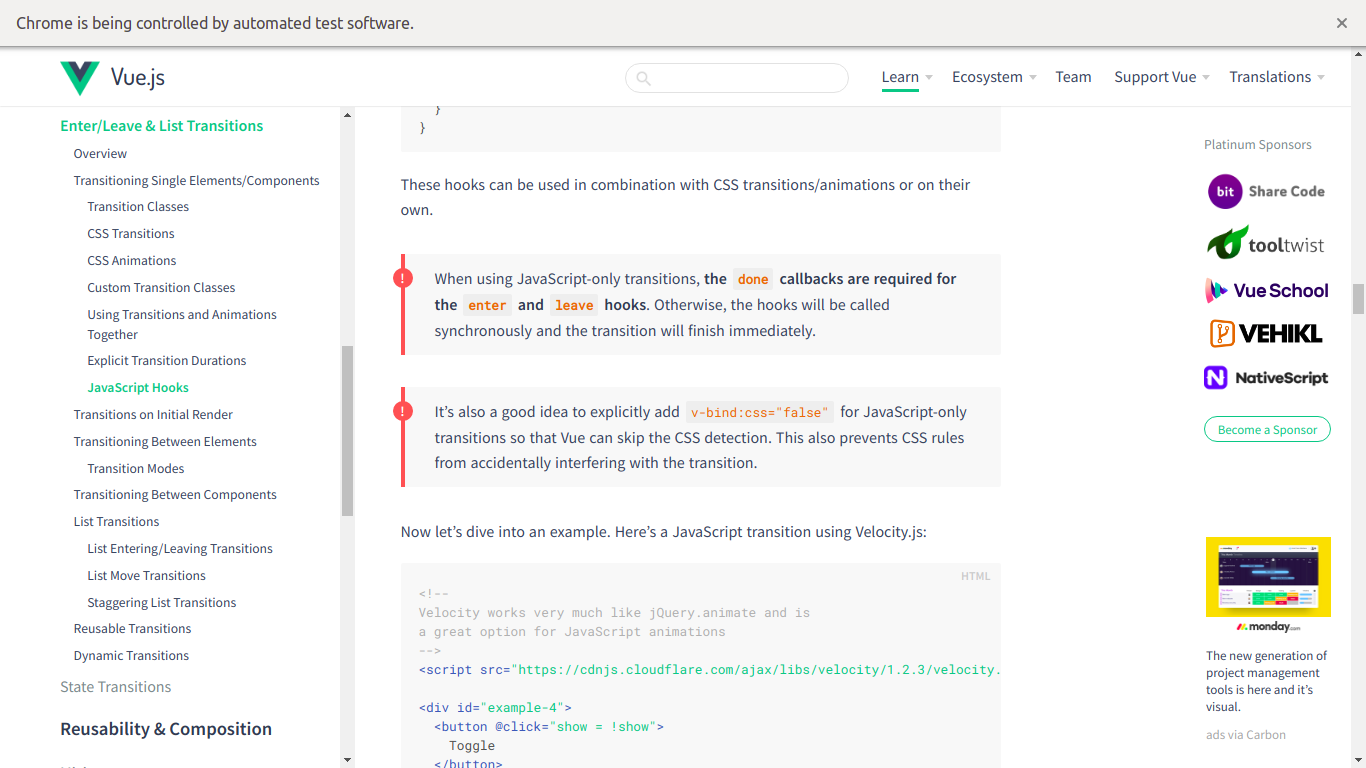 Chrome is being controlled by automated test software.
Vue.js
Learn
Ecosystem
Team
Support Vue
Translations
Enter/Leave & List Transitions
Overview
Transitioning Single Elements/Components
Transition Classes
CSS Transitions
CSS Animations
Custom Transition Classes
Using Transitions and Animations
Together
Explicit Transition Durations
JavaScript Hooks
Transitions on Initial Render
Transitioning Between Elements
Transition Modes
Transitioning Between Components
List Transitions
List Entering/Leaving Transitions
List Move Transitions
Staggering List Transitions
Reusable Transitions
Dynamic Transitions
State Transitions
Reusability & Composition
}
}
These hooks can be used in combination with CSS transitions/animations or on their
own.
When using JavaScript-only transitions, the done callbacks are required for
the enter and leave hooks. Otherwise, the hooks will be called
synchronously and the transition will finish immediately.
It’s also a good idea to explicitly add v-bind:css="false" for JavaScript-only
transitions so that Vue can skip the CSS detection. This also prevents CSS rules
from accidentally interfering with the transition.
Now let’s dive into an example. Here’s a JavaScript transition using Velocity.js:
HTML
<!--
Velocity works very much like jQuery.animate and is
a great option for JavaScript animations
-->
<script src="https://cdnjs.cloudflare.com/ajax/libs/velocity/1.2.3/velocity.
<div id="example-4">
<button @click="show = !show">
Toggle
</button>
Platinum Sponsors
bit Share Code
tooltwist
Vue School
VEHIKL
NativeScript
Become a Sponsor
monday.com
The new generation of
project management
tools is here and it’s
visual.
ads via Carbon